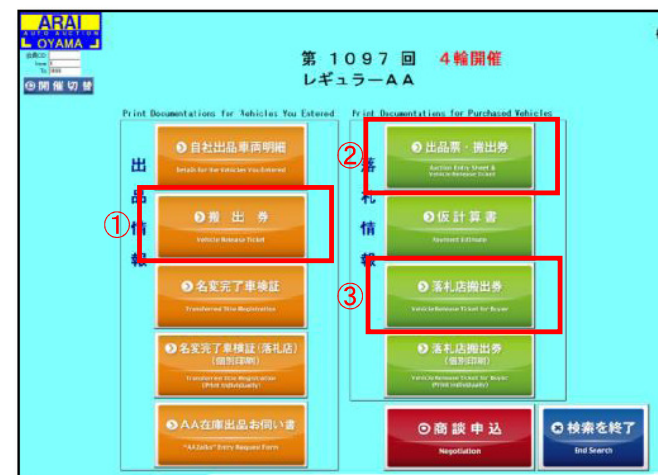 ARAI
AUTO AUCTION
OYAMA
開催切替
第 1097 回 4輪開催
レギュラーAA
Print Documentations for Vehicles You Entered
Print Documentations for Purchased Vehicles
出品情報
自社出品車両明細
Details for the Vehicles You Entered
①
搬 出 券
Vehicle Release Ticket
名変完了車検証
Transferred Title Registration
名変完了車検証(落札店)
(個別印刷)
Transferred Title Registration
(Print Individually)
AA在庫出品お伺い書
"AAzaiko" Entry Request Form
落札情報
②
出品票・搬出券
Auction Entry Sheet &
Vehicle Release Ticket
仮計算書
Payment Estimate
③
落札店搬出券
Vehicle Release Ticket for Buyer
落札店搬出券
(個別印刷)
Vehicle Release Ticket for Buyer
(Print Individually)
商談申込
Negotiation
検索を終了
End Search